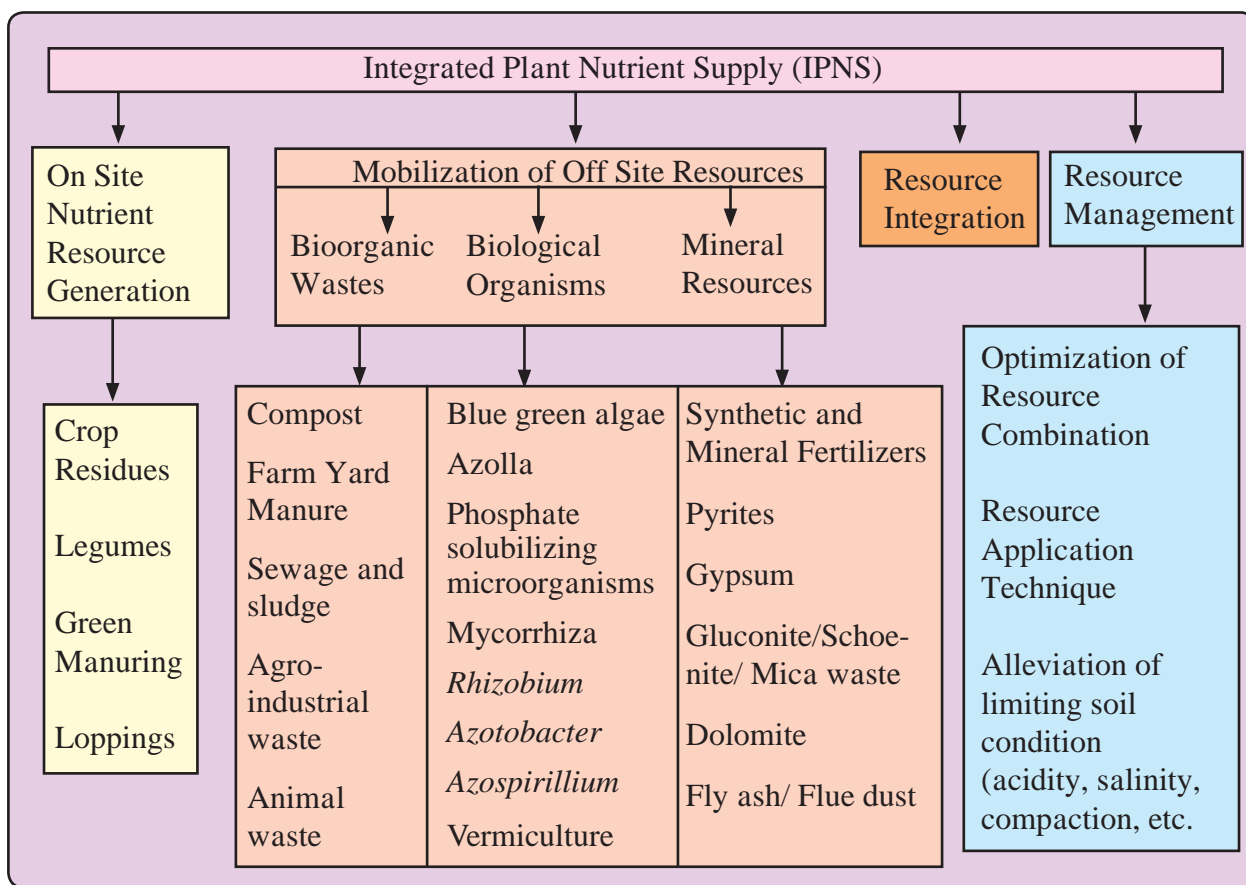 Integrated Plant Nutrient Supply (IPNS)
On Site
Nutrient
Resource
Generation
Mobilization of Off Site Resources
Bioorganic
Wastes
Biological
Organisms
Mineral
Resources
Resource
Integration
Resource
Management
Crop
Residues
Legumes
Green
Manuring
Loppings
Compost
Farm Yard
Manure
Sewage and
sludge
Agro-
industrial
waste
Animal
waste
Blue green algae
Azolla
Phosphate
solubilizing
microorganisms
Mycorrhiza
Rhizobium
Azotobacter
Azospirillium
Vermiculture
Synthetic and
Mineral Fertilizers
Pyrites
Gypsum
Gluconite/Schoe-
nite/ Mica waste
Dolomite
Fly ash/ Flue dust
Optimization of
Resource
Combination
Resource
Application
Technique
Alleviation of
limiting soil
condition
(acidity, salinity,
compaction, etc.